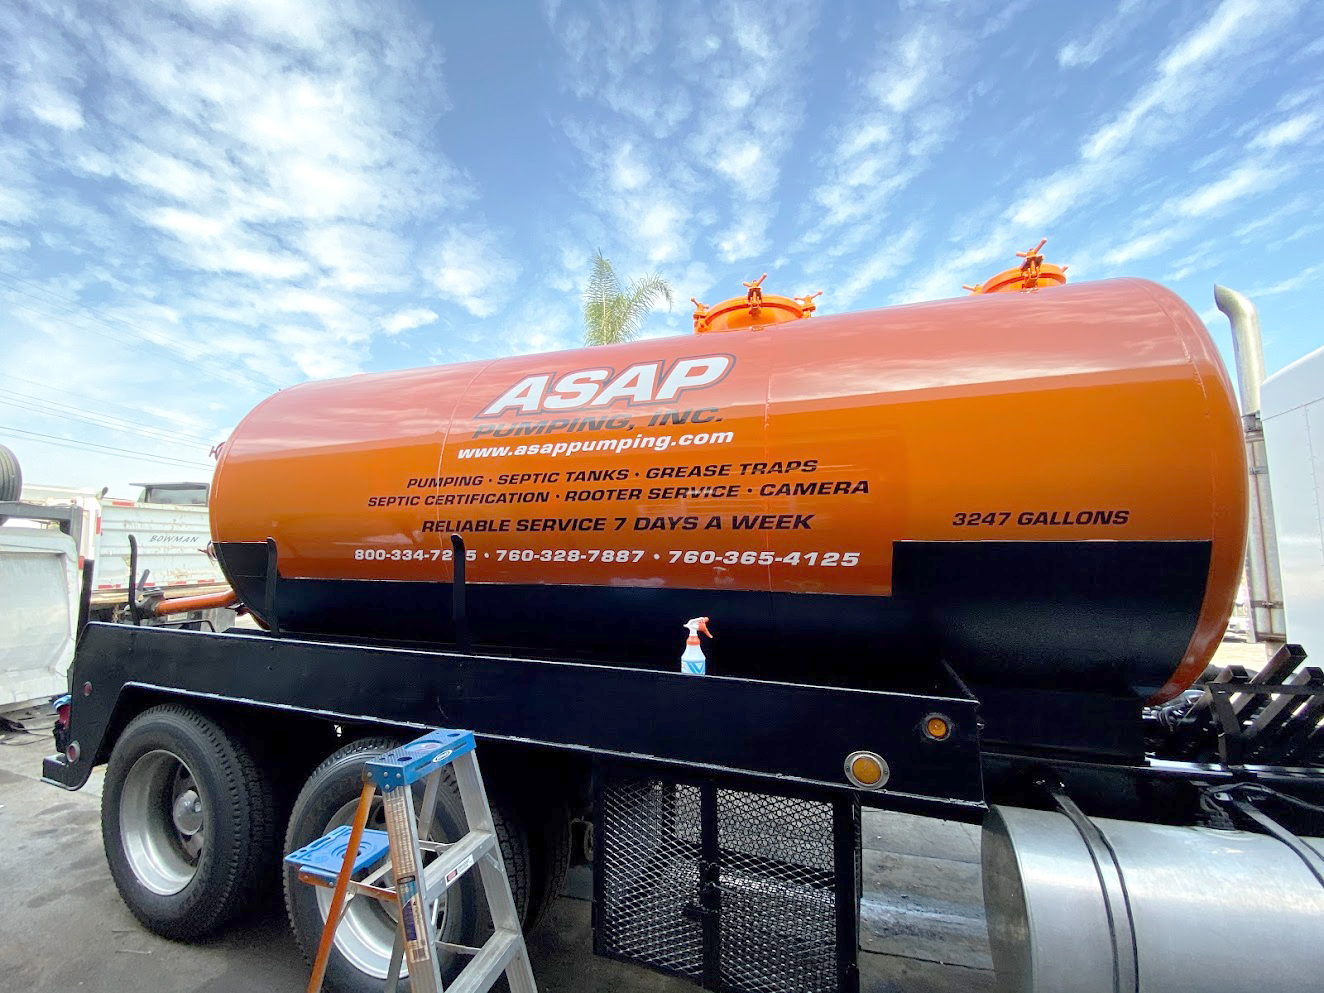 ASAP
PUMPING, INC.
www.asappumping.com
PUMPING · SEPTIC TANKS · GREASE TRAPS
SEPTIC CERTIFICATION · ROOTER SERVICE · CAMERA
RELIABLE SERVICE 7 DAYS A WEEK
760-328-7887 · 760-365-4125
3247 GALLONS
BOWMAN